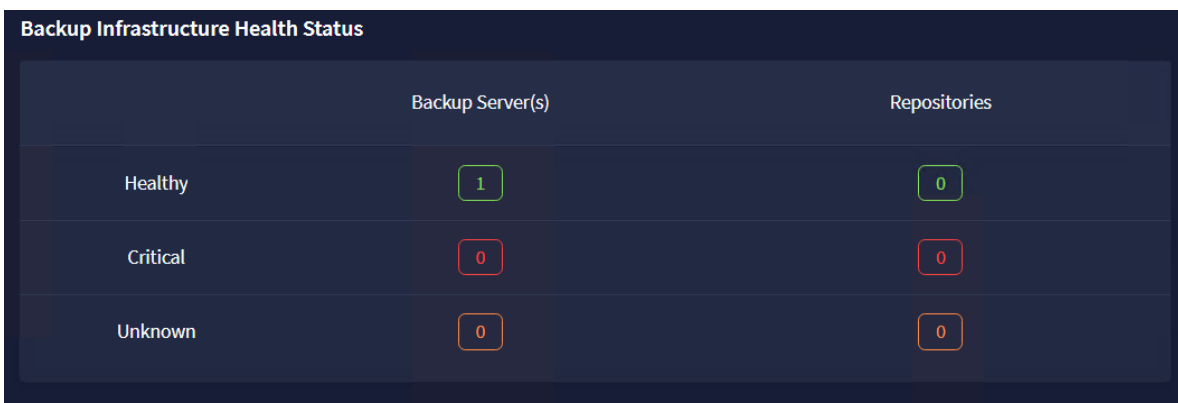 Backup Infrastructure Health Status
Backup Server(s) Repositories
Healthy 1 0
Critical 0 0
Unknown 0 0